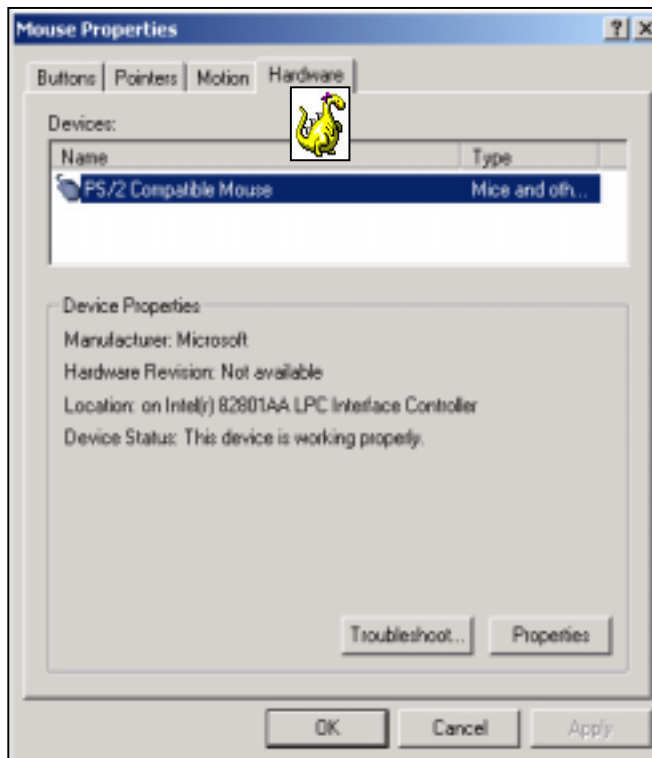 Mouse Properties
Buttons Pointers Motion Hardware
Devices:
Name Type
PS/2 Compatible Mouse Mice and oth...
Device Properties
Manufacturer: Microsoft
Hardware Revision: Not available
Location: on Intel(r) 82801AA LPC Interface Controller
Device Status: This device is working properly.
Troubleshoot... Properties
OK Cancel Apply